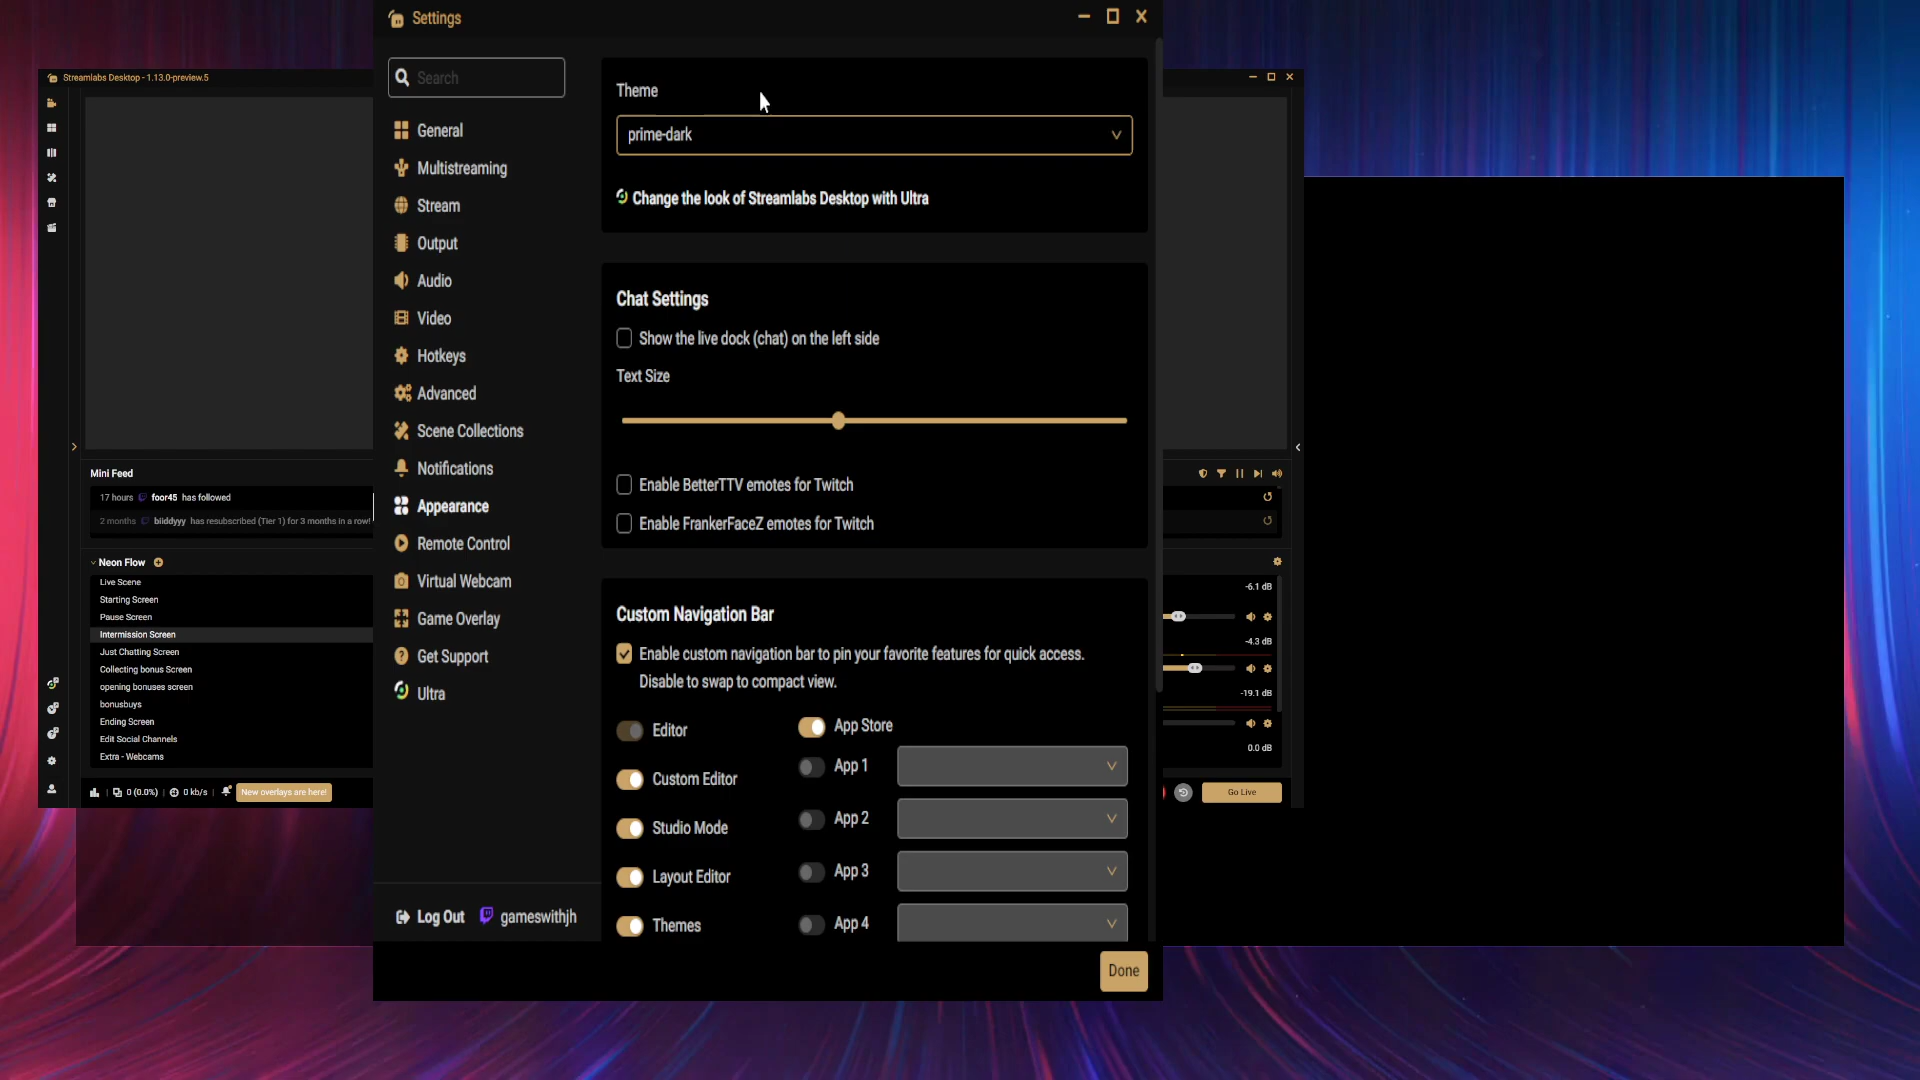 Settings
Search
General
Multistreaming
Stream
Output
Audio
Video
Hotkeys
Advanced
Scene Collections
Notifications
Appearance
Remote Control
Virtual Webcam
Game Overlay
Get Support
Ultra
Log Out gameswithjh
Theme
prime-dark
Change the look of Streamlabs Desktop with Ultra
Chat Settings
Show the live dock (chat) on the left side
Text Size
Enable BetterTTV emotes for Twitch
Enable FrankerFaceZ emotes for Twitch
Custom Navigation Bar
Enable custom navigation bar to pin your favorite features for quick access.
Disable to swap to compact view.
Editor
Custom Editor
Studio Mode
Layout Editor
Themes
App Store
App 1
App 2
App 3
App 4
Done
Streamlabs Desktop - 1.13.0-preview.5
Mini Feed
17 hours foor45 has followed
2 months biiddyyy has resubscribed (Tier 1) for 3 months in a row!
Neon Flow
Live Scene
Starting Screen
Pause Screen
Intermission Screen
Just Chatting Screen
Collecting bonus Screen
opening bonuses screen
bonusbuys
Ending Screen
Edit Social Channels
Extra - Webcams
0 (0.0%) 0 kb/s New overlays are here!
-6.1 dB
-4.3 dB
-19.1 dB
0.0 dB
Go Live